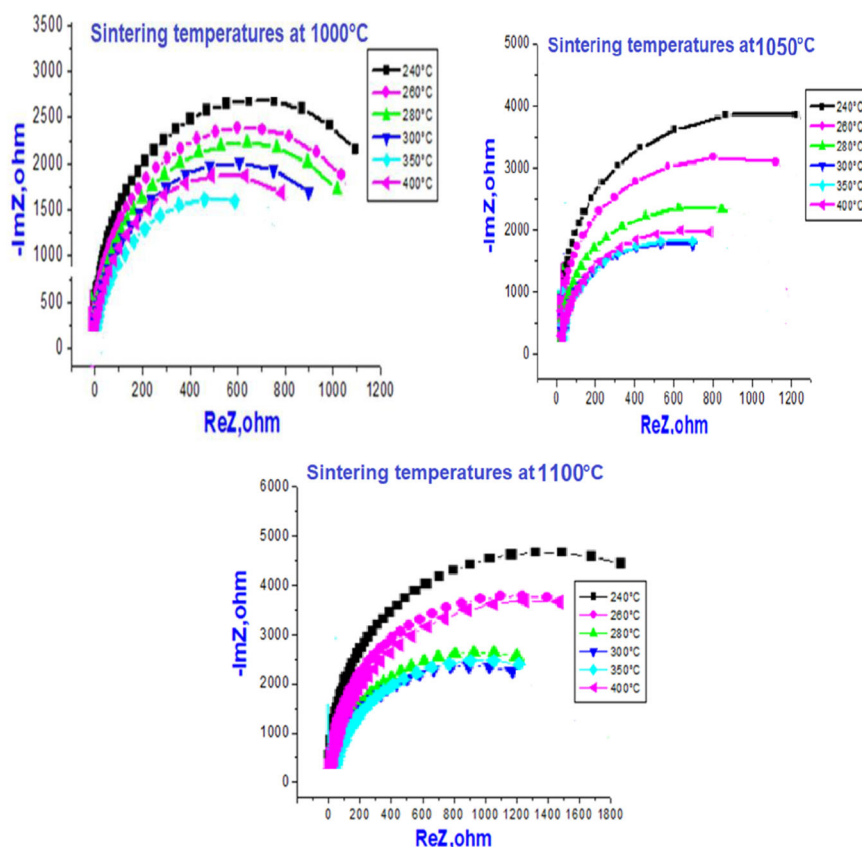 Sintering temperatures at 1000°C
3500
3000
2500
2000
1500
1000
500
0
-ImZ,ohm
240°C
260°C
280°C
300°C
350°C
400°C
0 200 400 600 800 1000 1200
ReZ,ohm
Sintering temperatures at 1050°C
5000
4000
3000
2000
1000
0
-ImZ,ohm
240°C
260°C
280°C
300°C
350°C
400°C
0 200 400 600 800 1000 1200
ReZ,ohm
Sintering temperatures at 1100°C
6000
5000
4000
3000
2000
1000
0
-ImZ,ohm
240°C
260°C
280°C
300°C
350°C
400°C
0 200 400 600 800 1000 1200 1400 1600 1800
ReZ,ohm